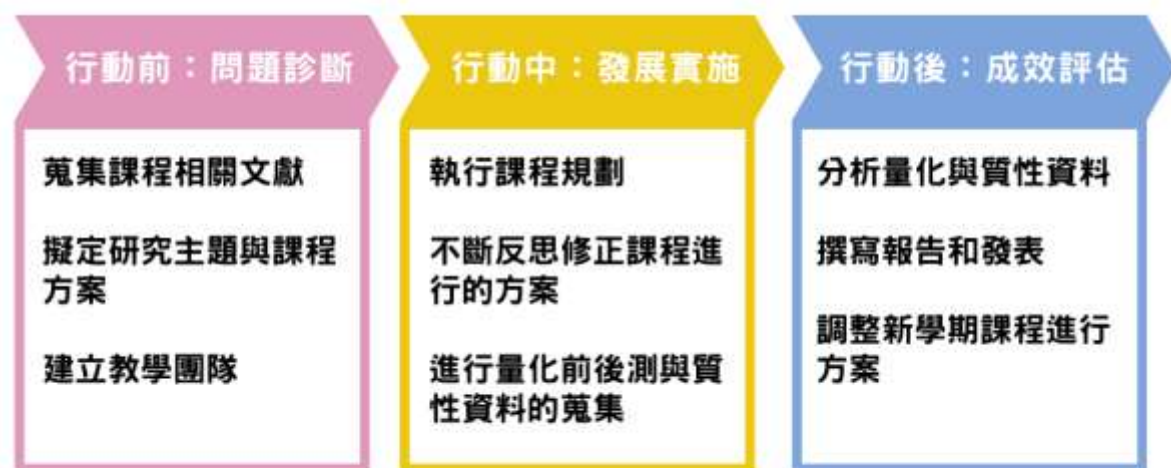 行動前：問題診斷
蒐集課程相關文獻
擬定研究主題與課程
方案
建立教學團隊
行動中：發展實施
執行課程規劃
不斷反思修正課程進
行的方案
進行量化前後測與質
性資料的蒐集
行動後：成效評估
分析量化與質性資料
撰寫報告和發表
調整新學期課程進行
方案